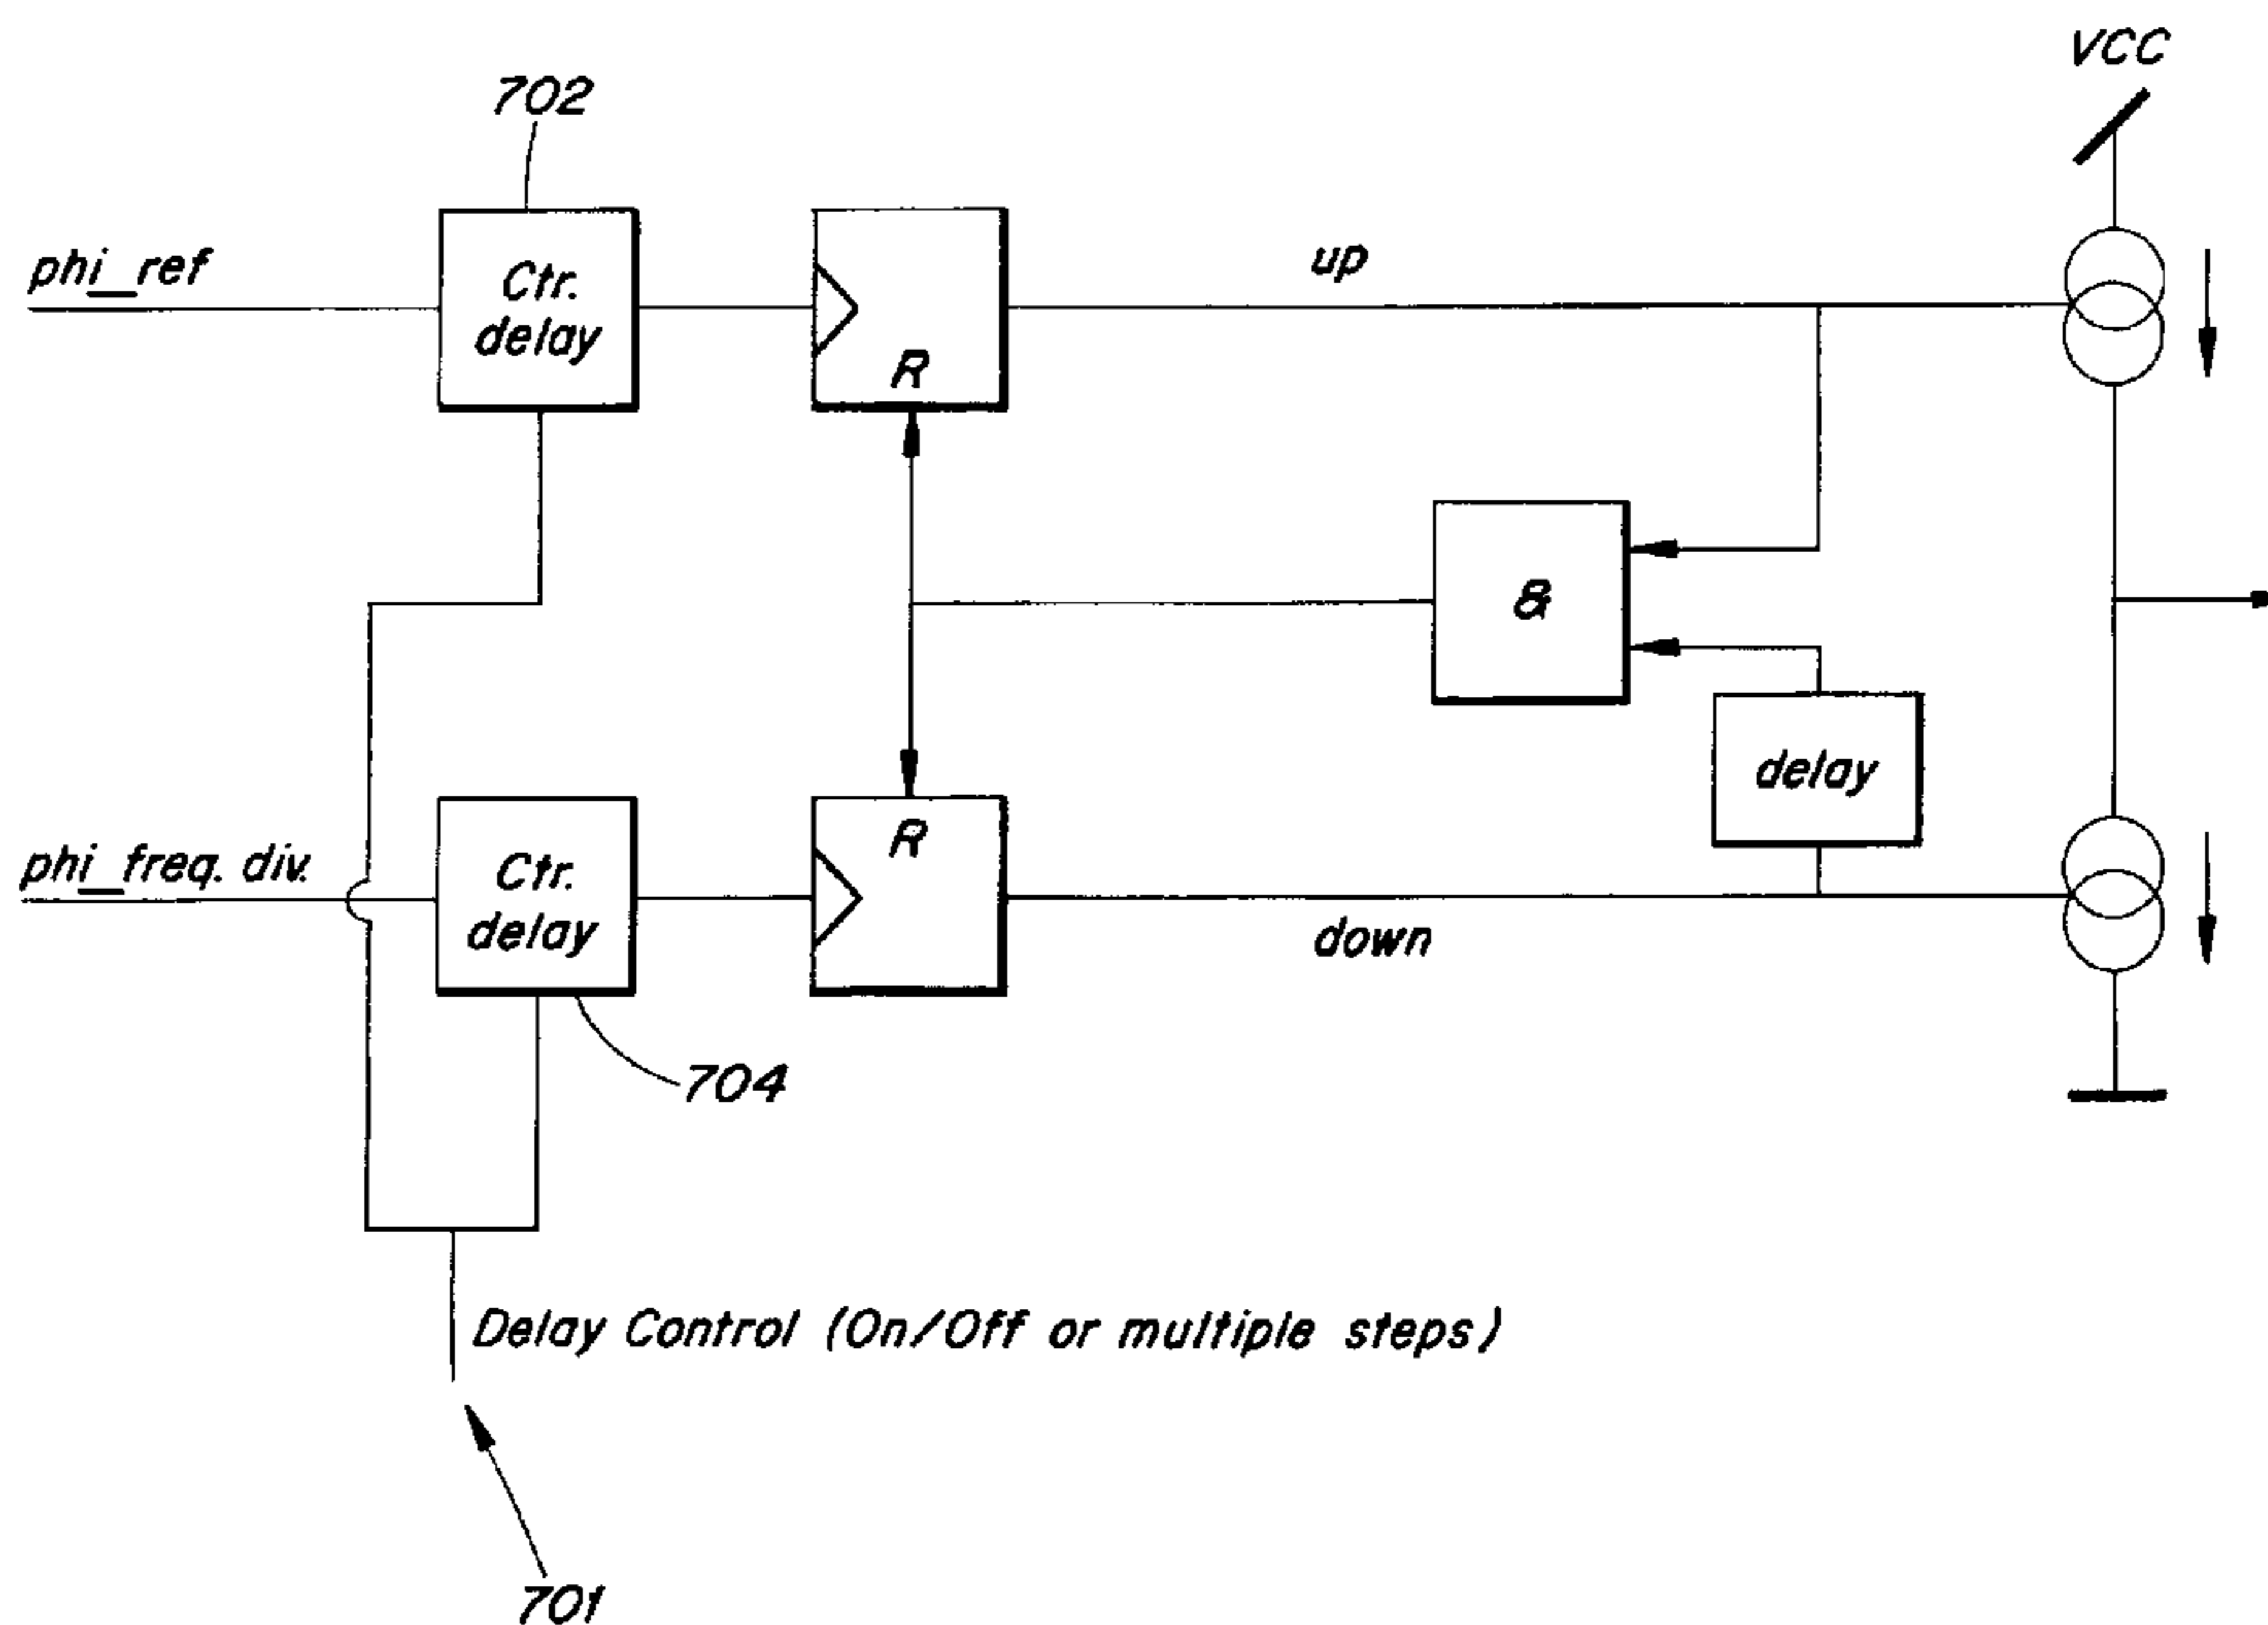 VCC
702
phi_ref
Ctr.
delay
up
R
&
delay
R
phi_freq. div.
Ctr.
delay
down
704
Delay Control (On/Off or multiple steps)
701